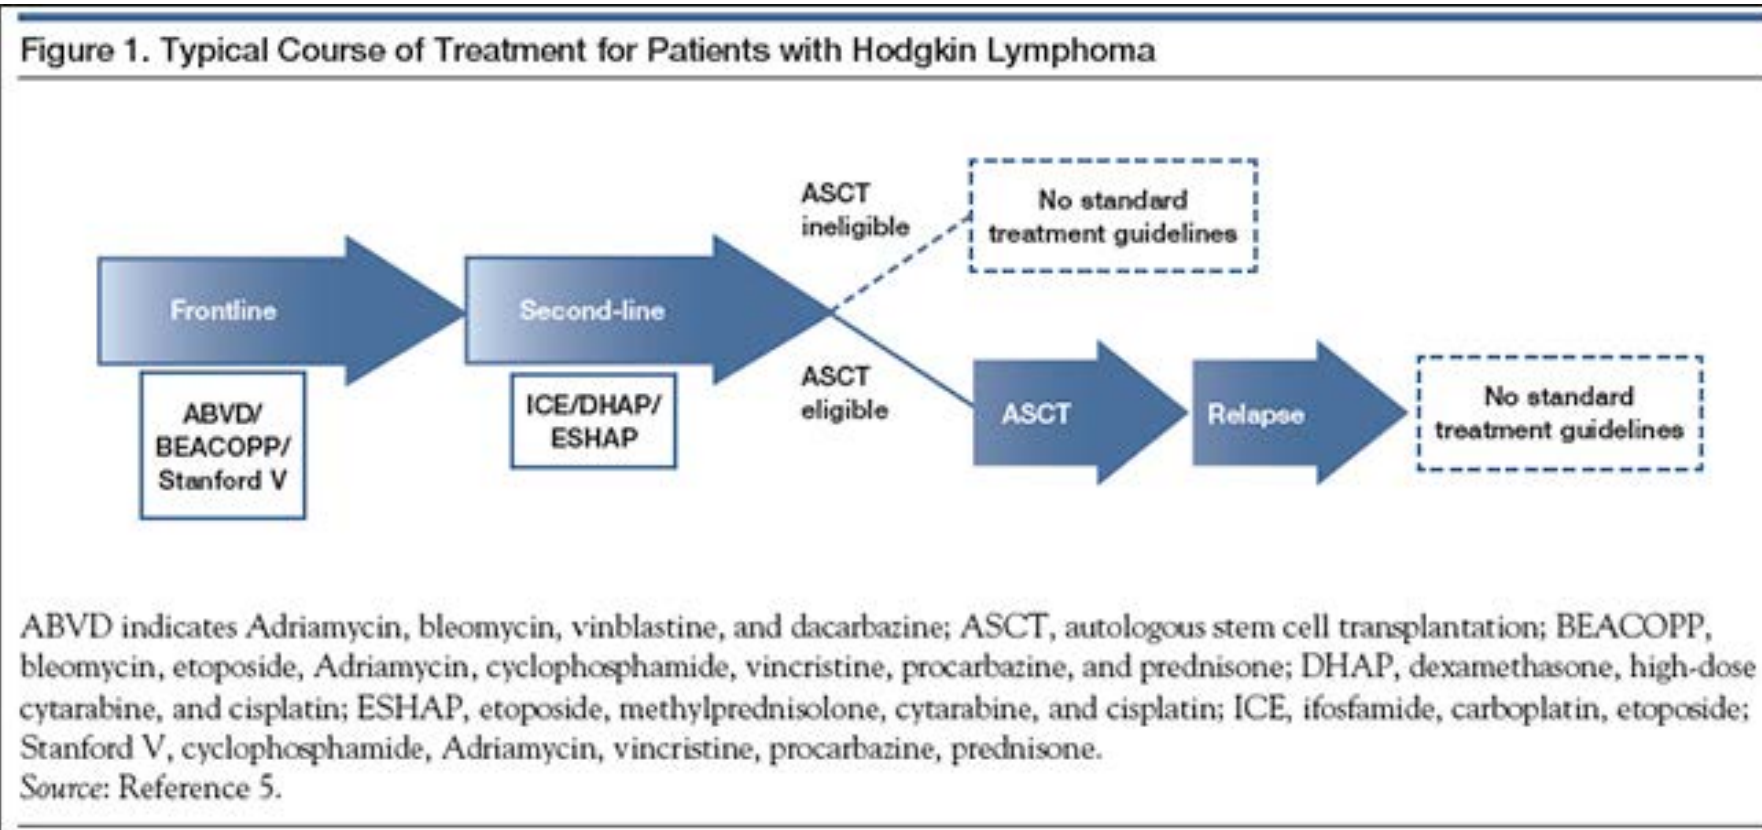 Figure 1. Typical Course of Treatment for Patients with Hodgkin Lymphoma
Frontline
ABVD/
BEACOPP/
Stanford V
Second-line
ICE/DHAP/
ESHAP
ASCT
ineligible
No standard
treatment guidelines
ASCT
eligible
ASCT
Relapse
No standard
treatment guidelines
ABVD indicates Adriamycin, bleomycin, vinblastine, and dacarbazine; ASCT, autologous stem cell transplantation; BEACOPP,
bleomycin, etoposide, Adriamycin, cyclophosphamide, vincristine, procarbazine, and prednisone; DHAP, dexamethasone, high-dose
cytarabine, and cisplatin; ESHAP, etoposide, methylprednisolone, cytarabine, and cisplatin; ICE, ifosfamide, carboplatin, etoposide;
Stanford V, cyclophosphamide, Adriamycin, vincristine, procarbazine, prednisone.
Source: Reference 5.